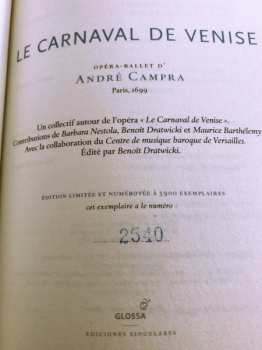 LE CARNAVAL DE VENISE
OPÉRA-BALLET D'
ANDRÉ CAMPRA
Paris, 1699
Un collectif autour de l'opéra « Le Carnaval de Venise ».
Contributions de Barbara Nestola, Benoît Dratwicki et Maurice Barthélemy
Avec la collaboration du Centre de musique baroque de Versailles.
Édité par Benoît Dratwicki.
ÉDITION LIMITÉE ET NUMÉROTÉE À 3900 EXEMPLAIRES
cet exemplaire a le numéro
2540
GLOSSA
EDICIONES SINGULARES